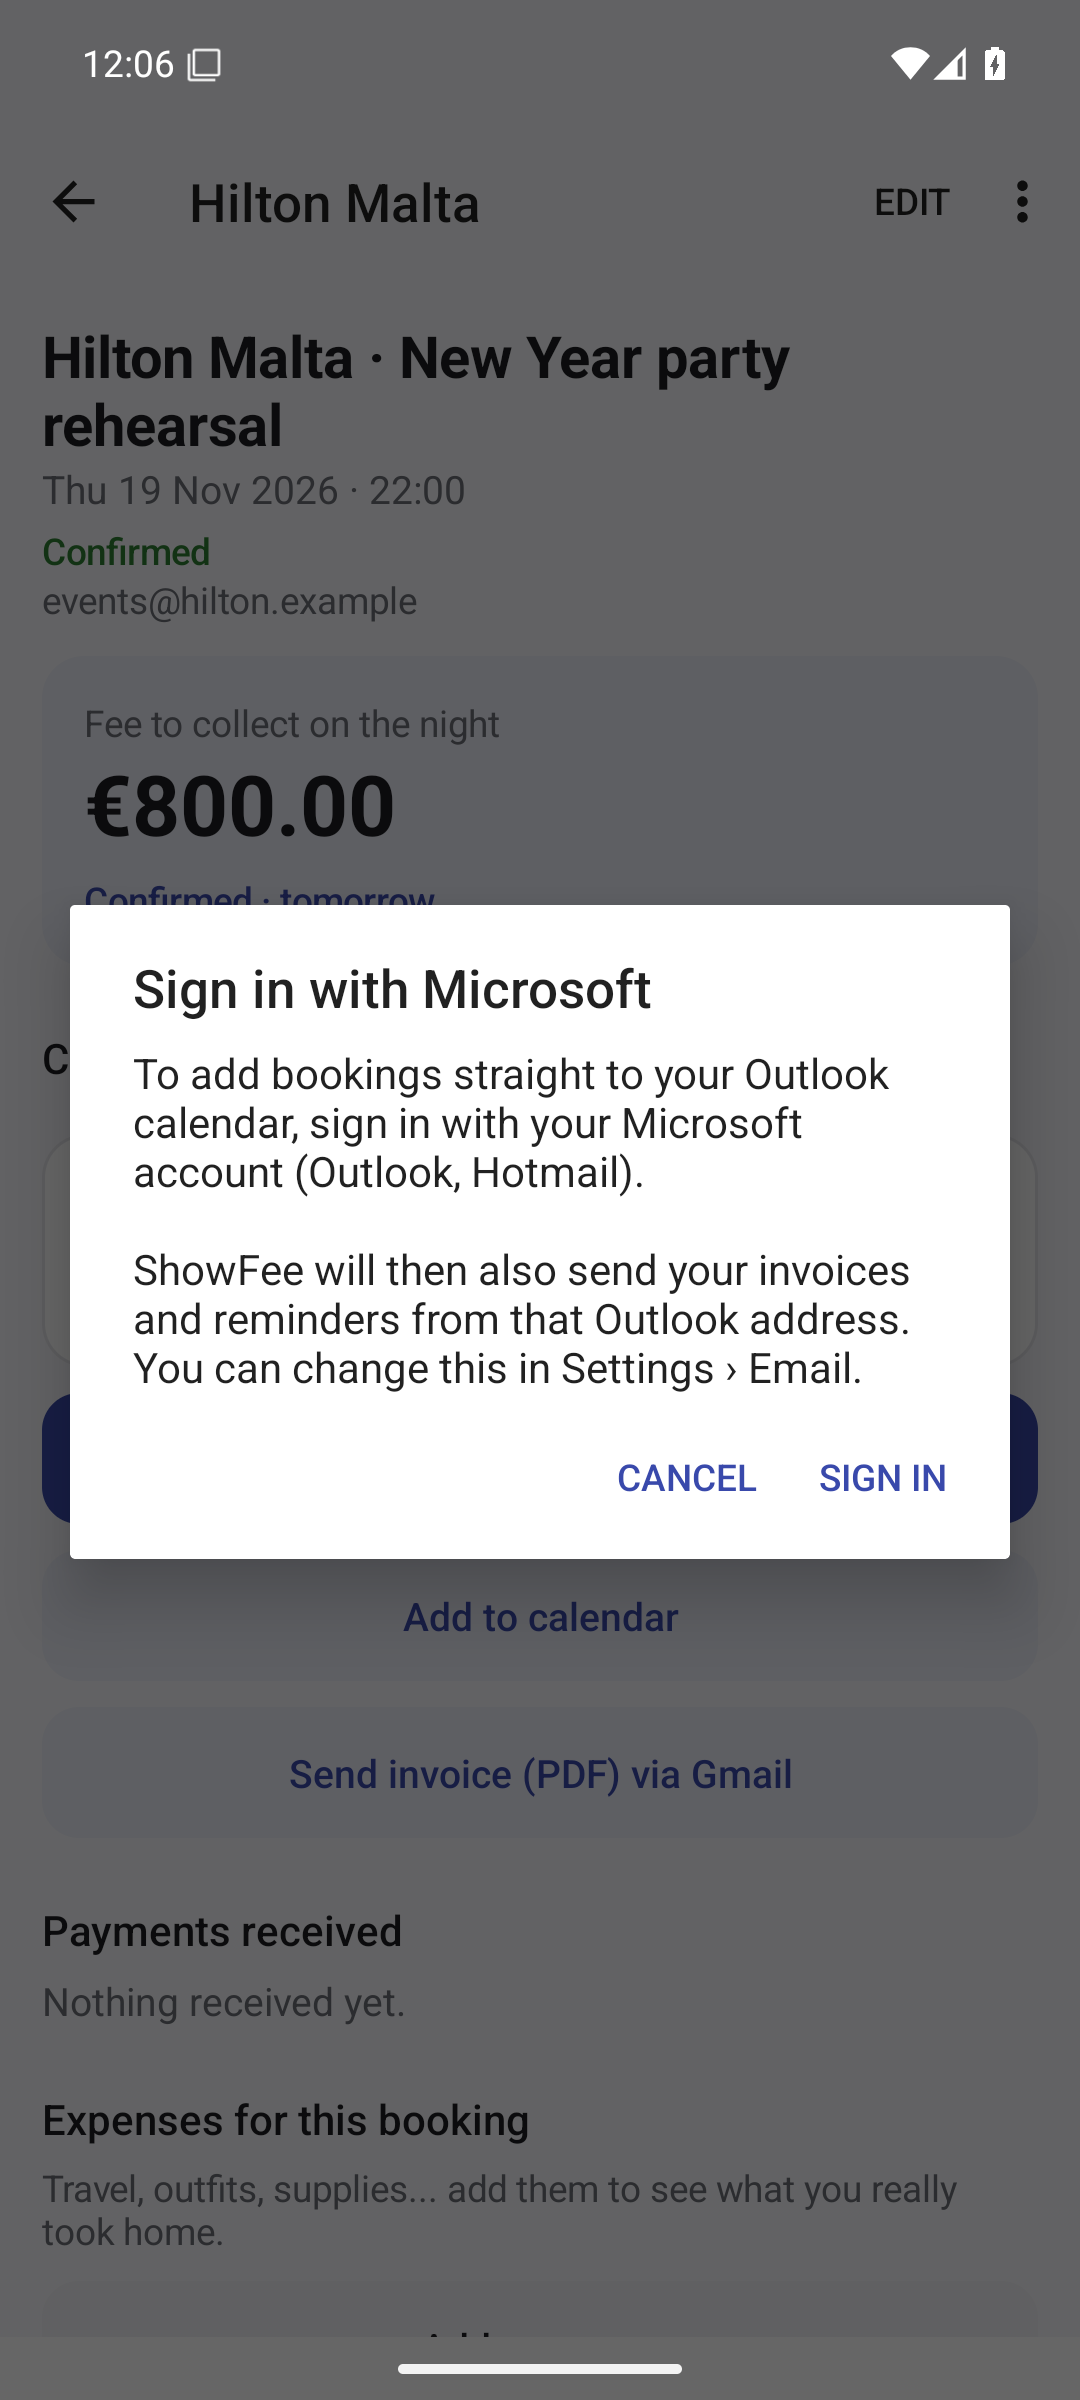 12:06
Hilton Malta
EDIT
Hilton Malta · New Year party
rehearsal
Thu 19 Nov 2026 · 22:00
Confirmed
events@hilton.example
Fee to collect on the night
€800.00
Confirmed · tomorrow
C
Sign in with Microsoft
To add bookings straight to your Outlook
calendar, sign in with your Microsoft
account (Outlook, Hotmail).
ShowFee will then also send your invoices
and reminders from that Outlook address.
You can change this in Settings › Email.
CANCEL
SIGN IN
Add to calendar
Send invoice (PDF) via Gmail
Payments received
Nothing received yet.
Expenses for this booking
Travel, outfits, supplies... add them to see what you really
took home.